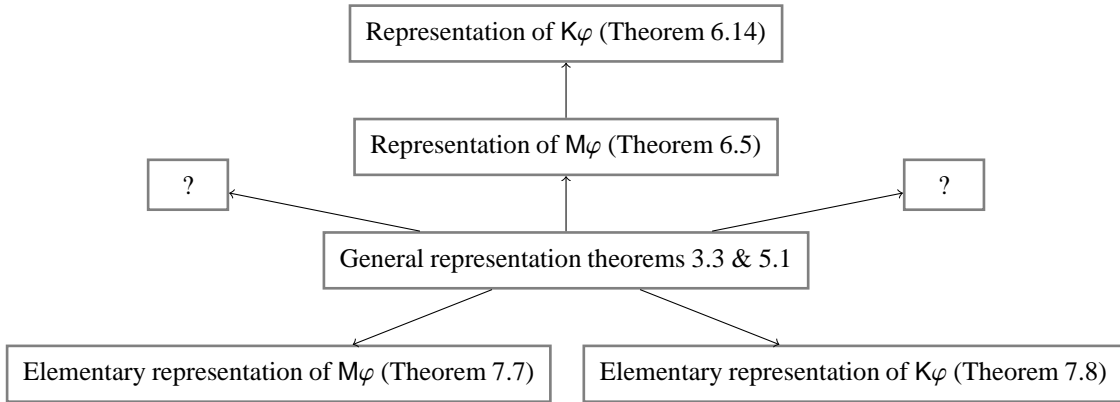 Representation of Kφ (Theorem 6.14)
Representation of Mφ (Theorem 6.5)
?
?
General representation theorems 3.3 & 5.1
Elementary representation of Mφ (Theorem 7.7)
Elementary representation of Kφ (Theorem 7.8)